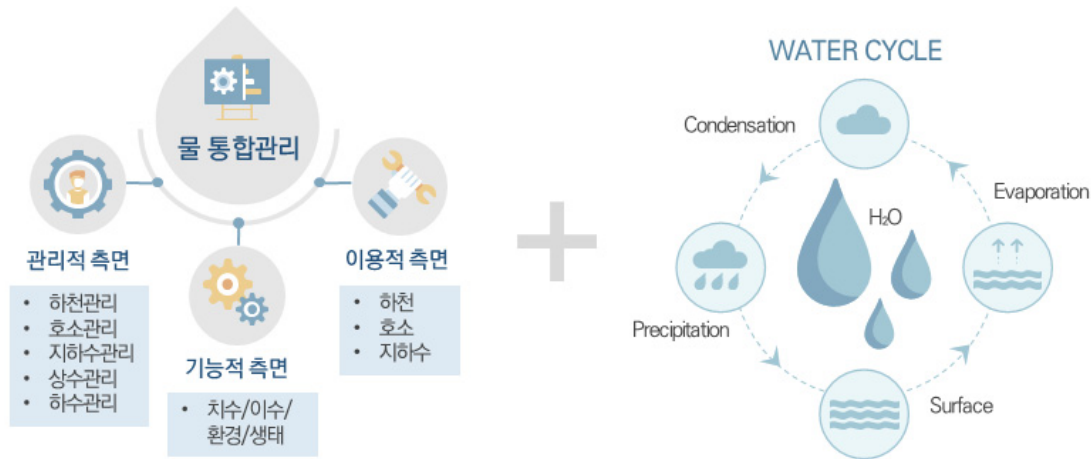 물 통합관리
관리적 측면
• 하천관리
• 호소관리
• 지하수관리
• 상수관리
• 하수관리
기능적 측면
• 치수/이수/
환경/생태
이용적 측면
• 하천
• 호소
• 지하수
+
WATER CYCLE
Condensation
Evaporation
H₂O
Precipitation
Surface